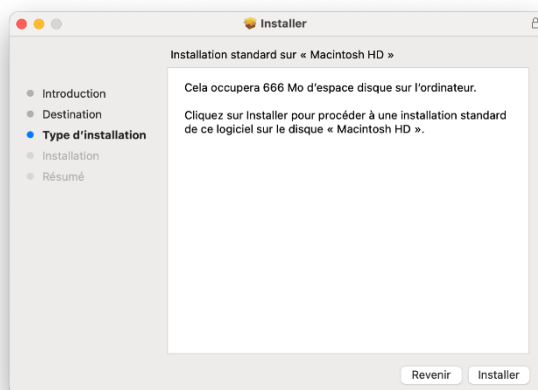 Installer
Installation standard sur « Macintosh HD »
Introduction
Destination
Type d'installation
Installation
Résumé
Cela occupera 666 Mo d'espace disque sur l'ordinateur.
Cliquez sur Installer pour procéder à une installation standard
de ce logiciel sur le disque « Macintosh HD ».
Revenir
Installer